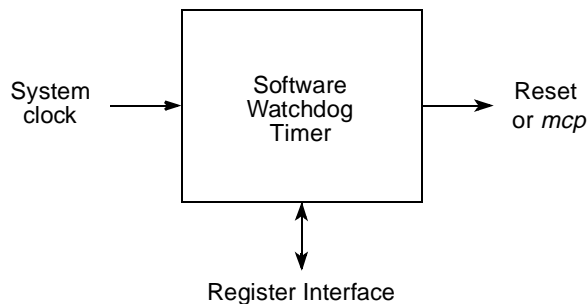 System
clock
Software
Watchdog
Timer
Reset
or mcp
Register Interface